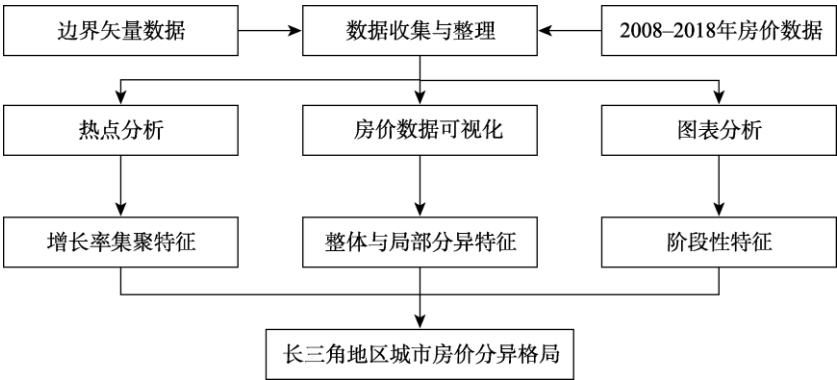 边界矢量数据
数据收集与整理
2008–2018年房价数据
热点分析
房价数据可视化
图表分析
增长率集聚特征
整体与局部分异特征
阶段性特征
长三角地区城市房价分异格局